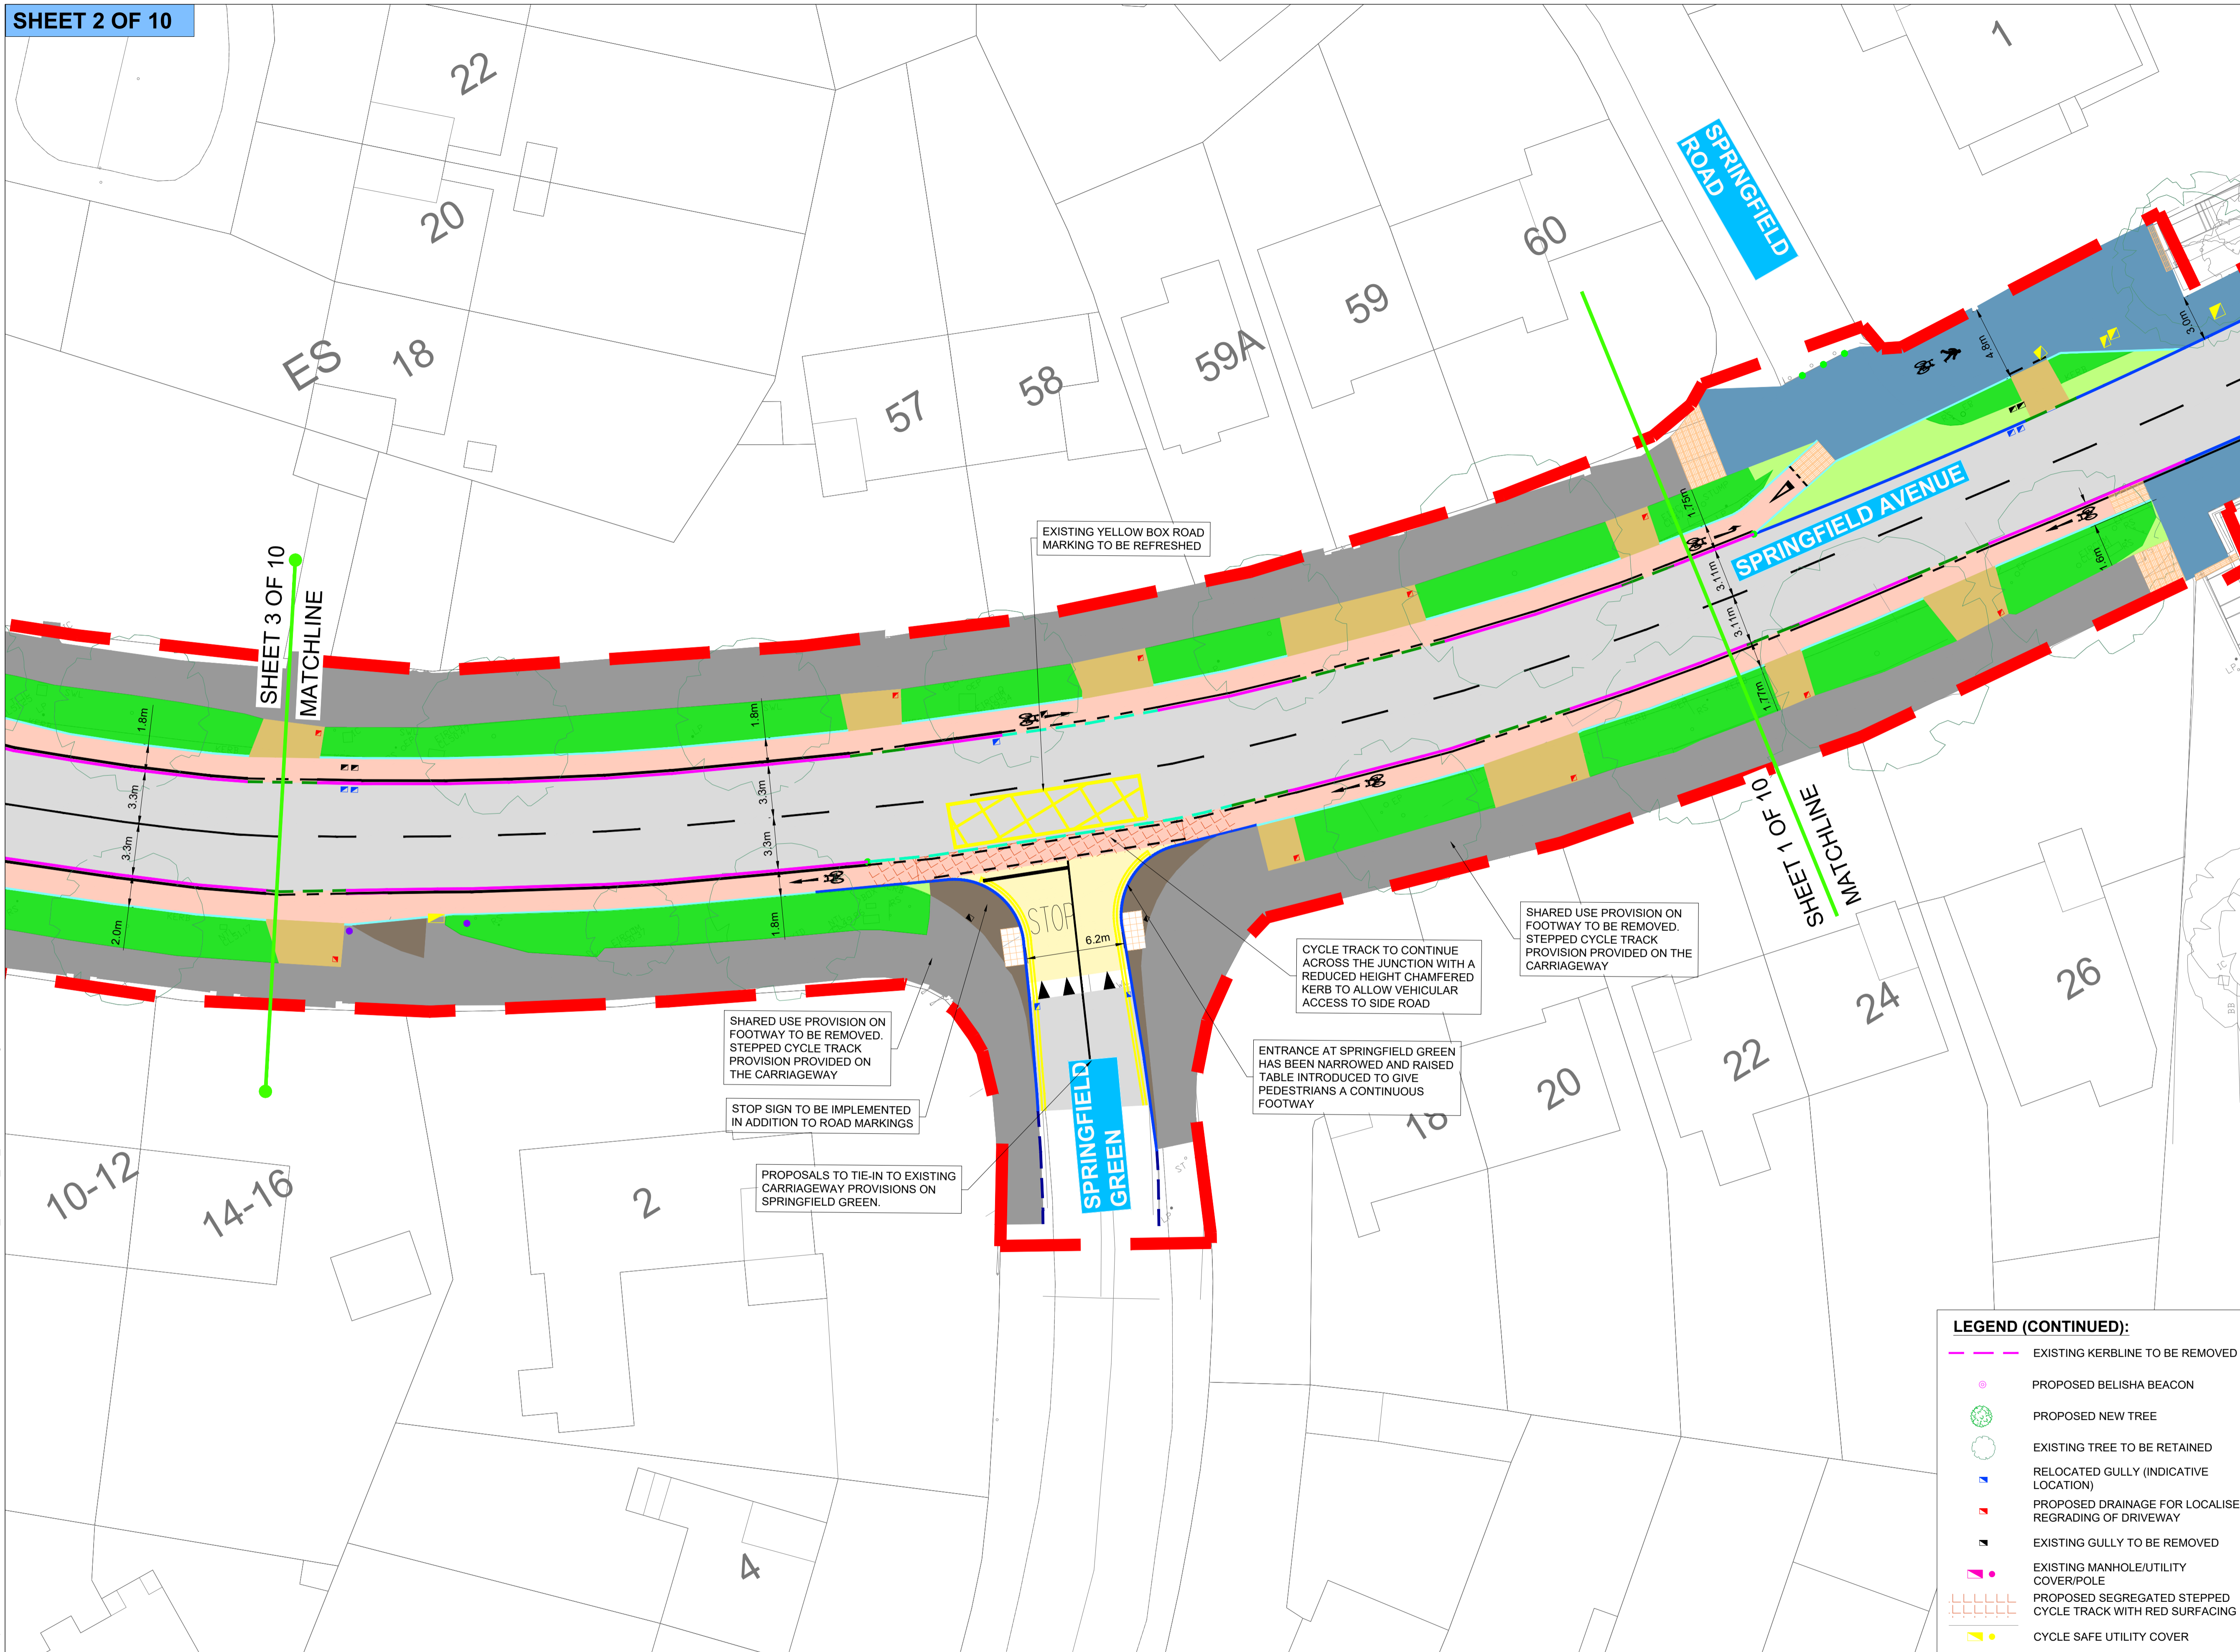 SHEET 2 OF 10
22
20
ES
18
57
58
59A
59
60
1
SPRINGFIELD
ROAD
SPRINGFIELD AVENUE
4.8m
3.0m
1.75m
3.11m
3.11m
1.77m
1.6m
EXISTING YELLOW BOX ROAD
MARKING TO BE REFRESHED
SHEET 3 OF 10
MATCHLINE
1.8m
3.3m
3.3m
2.0m
1.8m
3.3m
3.3m
1.8m
STOP
6.2m
SHEET 1 OF 10
MATCHLINE
SHARED USE PROVISION ON
FOOTWAY TO BE REMOVED.
STEPPED CYCLE TRACK
PROVISION PROVIDED ON THE
CARRIAGEWAY
CYCLE TRACK TO CONTINUE
ACROSS THE JUNCTION WITH A
REDUCED HEIGHT CHAMFERED
KERB TO ALLOW VEHICULAR
ACCESS TO SIDE ROAD
SHARED USE PROVISION ON
FOOTWAY TO BE REMOVED.
STEPPED CYCLE TRACK
PROVISION PROVIDED ON
THE CARRIAGEWAY
ENTRANCE AT SPRINGFIELD GREEN
HAS BEEN NARROWED AND RAISED
TABLE INTRODUCED TO GIVE
PEDESTRIANS A CONTINUOUS
FOOTWAY
STOP SIGN TO BE IMPLEMENTED
IN ADDITION TO ROAD MARKINGS
PROPOSALS TO TIE-IN TO EXISTING
CARRIAGEWAY PROVISIONS ON
SPRINGFIELD GREEN.
SPRINGFIELD
GREEN
10-12
14-16
2
4
18
20
22
24
26
LEGEND (CONTINUED):
EXISTING KERBLINE TO BE REMOVED
PROPOSED BELISHA BEACON
PROPOSED NEW TREE
EXISTING TREE TO BE RETAINED
RELOCATED GULLY (INDICATIVE
LOCATION)
PROPOSED DRAINAGE FOR LOCALISE
REGRADING OF DRIVEWAY
EXISTING GULLY TO BE REMOVED
EXISTING MANHOLE/UTILITY
COVER/POLE
PROPOSED SEGREGATED STEPPED
CYCLE TRACK WITH RED SURFACING
CYCLE SAFE UTILITY COVER